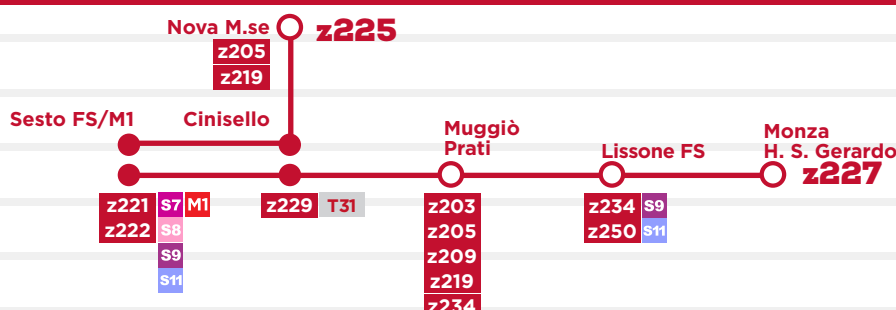 Nova M.se
z225
z205
z219
Sesto FS/M1
Cinisello
Muggiò
Prati
Lissone FS
Monza
H. S. Gerardo
z227
z221 S7 M1
z222 S8
S9
S11
z229 T31
z203
z205
z209
z219
z234
z234 S9
z250 S11